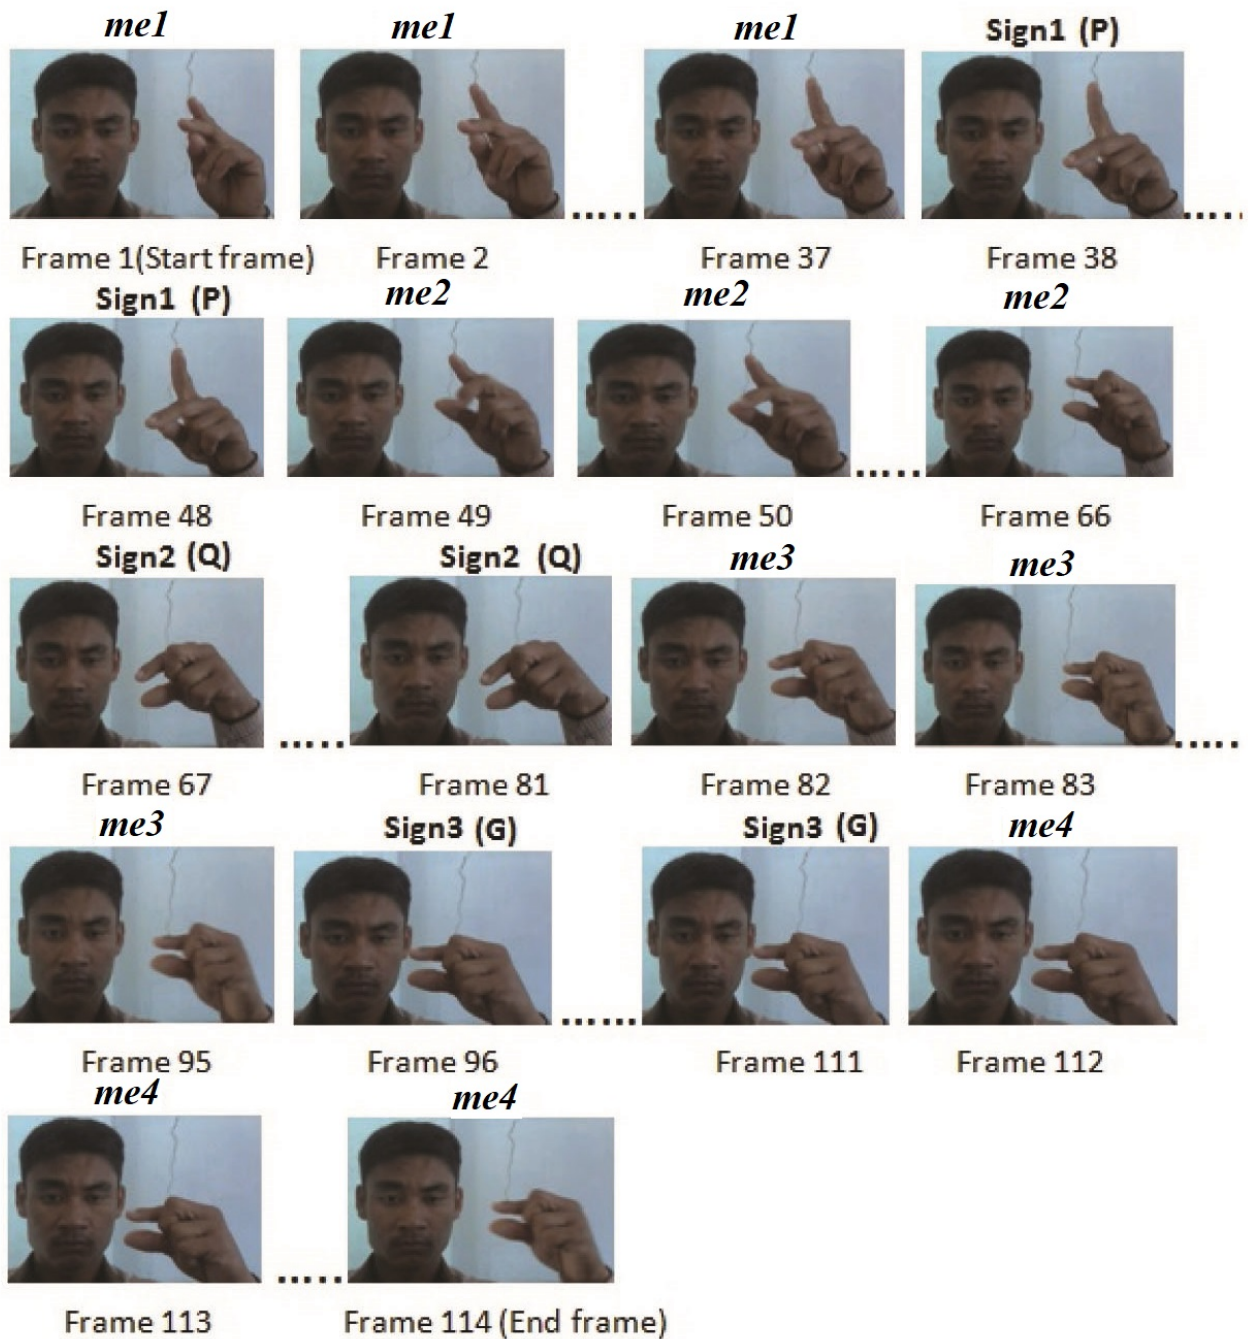 me1 me1 me1 Sign1 (P)
..... .....
Frame 1(Start frame) Frame 2 Frame 37 Frame 38
Sign1 (P) me2 me2 me2
.....
Frame 48 Frame 49 Frame 50 Frame 66
Sign2 (Q) Sign2 (Q) me3 me3
..... .....
Frame 67 Frame 81 Frame 82 Frame 83
me3 Sign3 (G) Sign3 (G) me4
......
Frame 95 Frame 96 Frame 111 Frame 112
me4 me4
.....
Frame 113 Frame 114 (End frame)